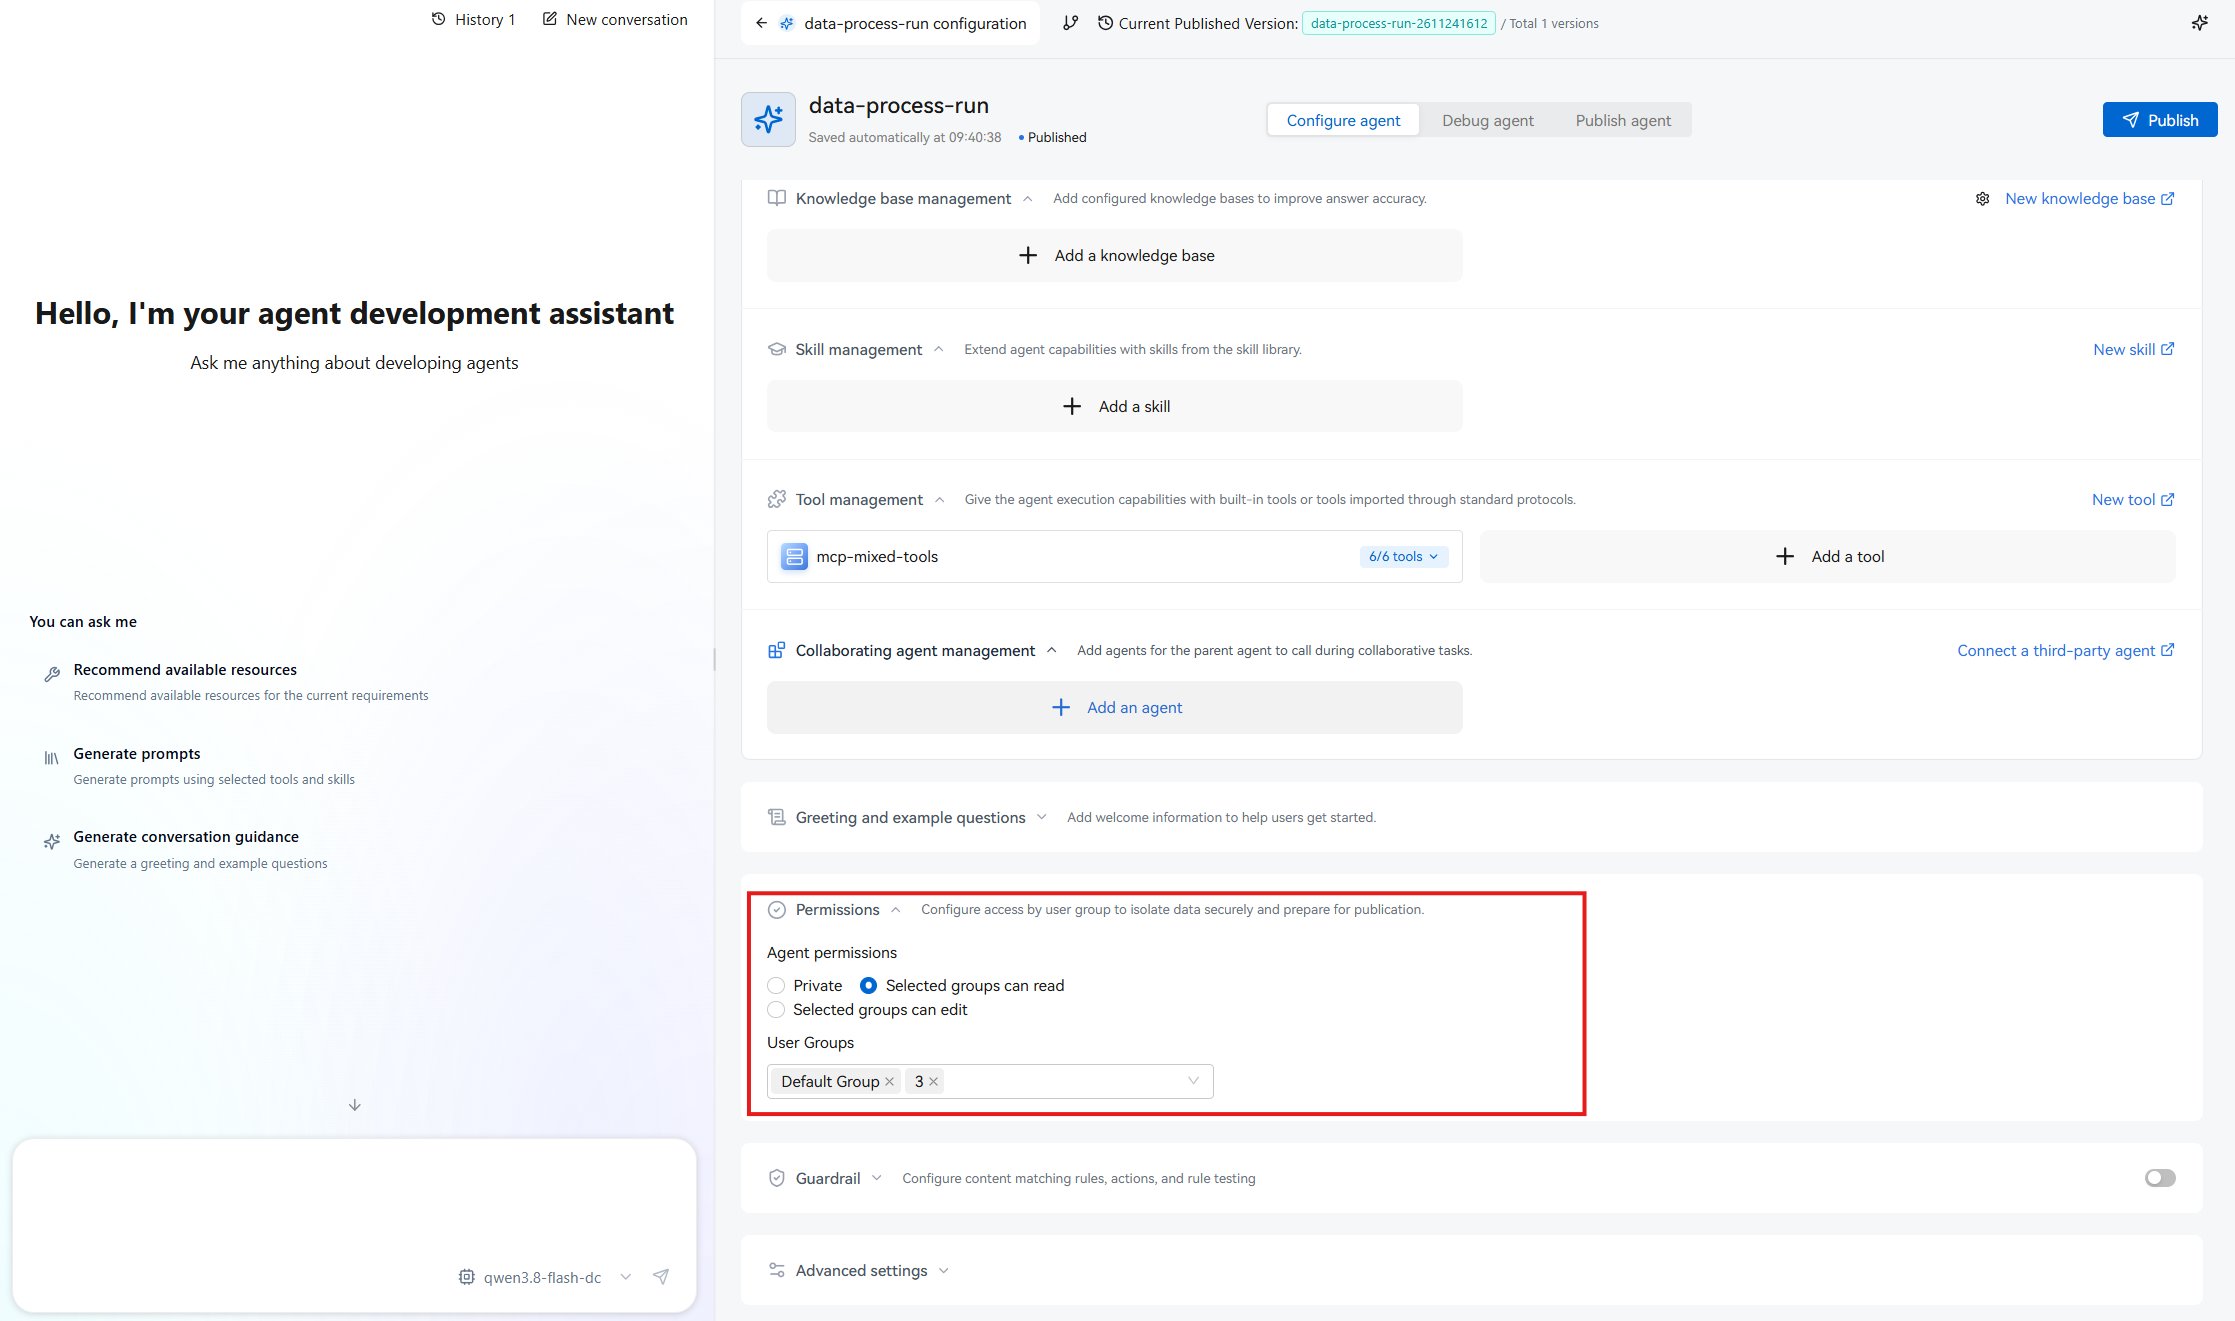 History 1
New conversation
Hello, I'm your agent development assistant
Ask me anything about developing agents
You can ask me
Recommend available resources
Recommend available resources for the current requirements
Generate prompts
Generate prompts using selected tools and skills
Generate conversation guidance
Generate a greeting and example questions
qwen3.8-flash-dc
data-process-run configuration
Current Published Version: data-process-run-2611241612 / Total 1 versions
data-process-run
Saved automatically at 09:40:38 • Published
Configure agent
Debug agent
Publish agent
Publish
Knowledge base management
Add configured knowledge bases to improve answer accuracy.
New knowledge base
Add a knowledge base
Skill management
Extend agent capabilities with skills from the skill library.
New skill
Add a skill
Tool management
Give the agent execution capabilities with built-in tools or tools imported through standard protocols.
New tool
mcp-mixed-tools
6/6 tools
Add a tool
Collaborating agent management
Add agents for the parent agent to call during collaborative tasks.
Connect a third-party agent
Add an agent
Greeting and example questions
Add welcome information to help users get started.
Permissions
Configure access by user group to isolate data securely and prepare for publication.
Agent permissions
Private
Selected groups can read
Selected groups can edit
User Groups
Default Group
3
Guardrail
Configure content matching rules, actions, and rule testing
Advanced settings